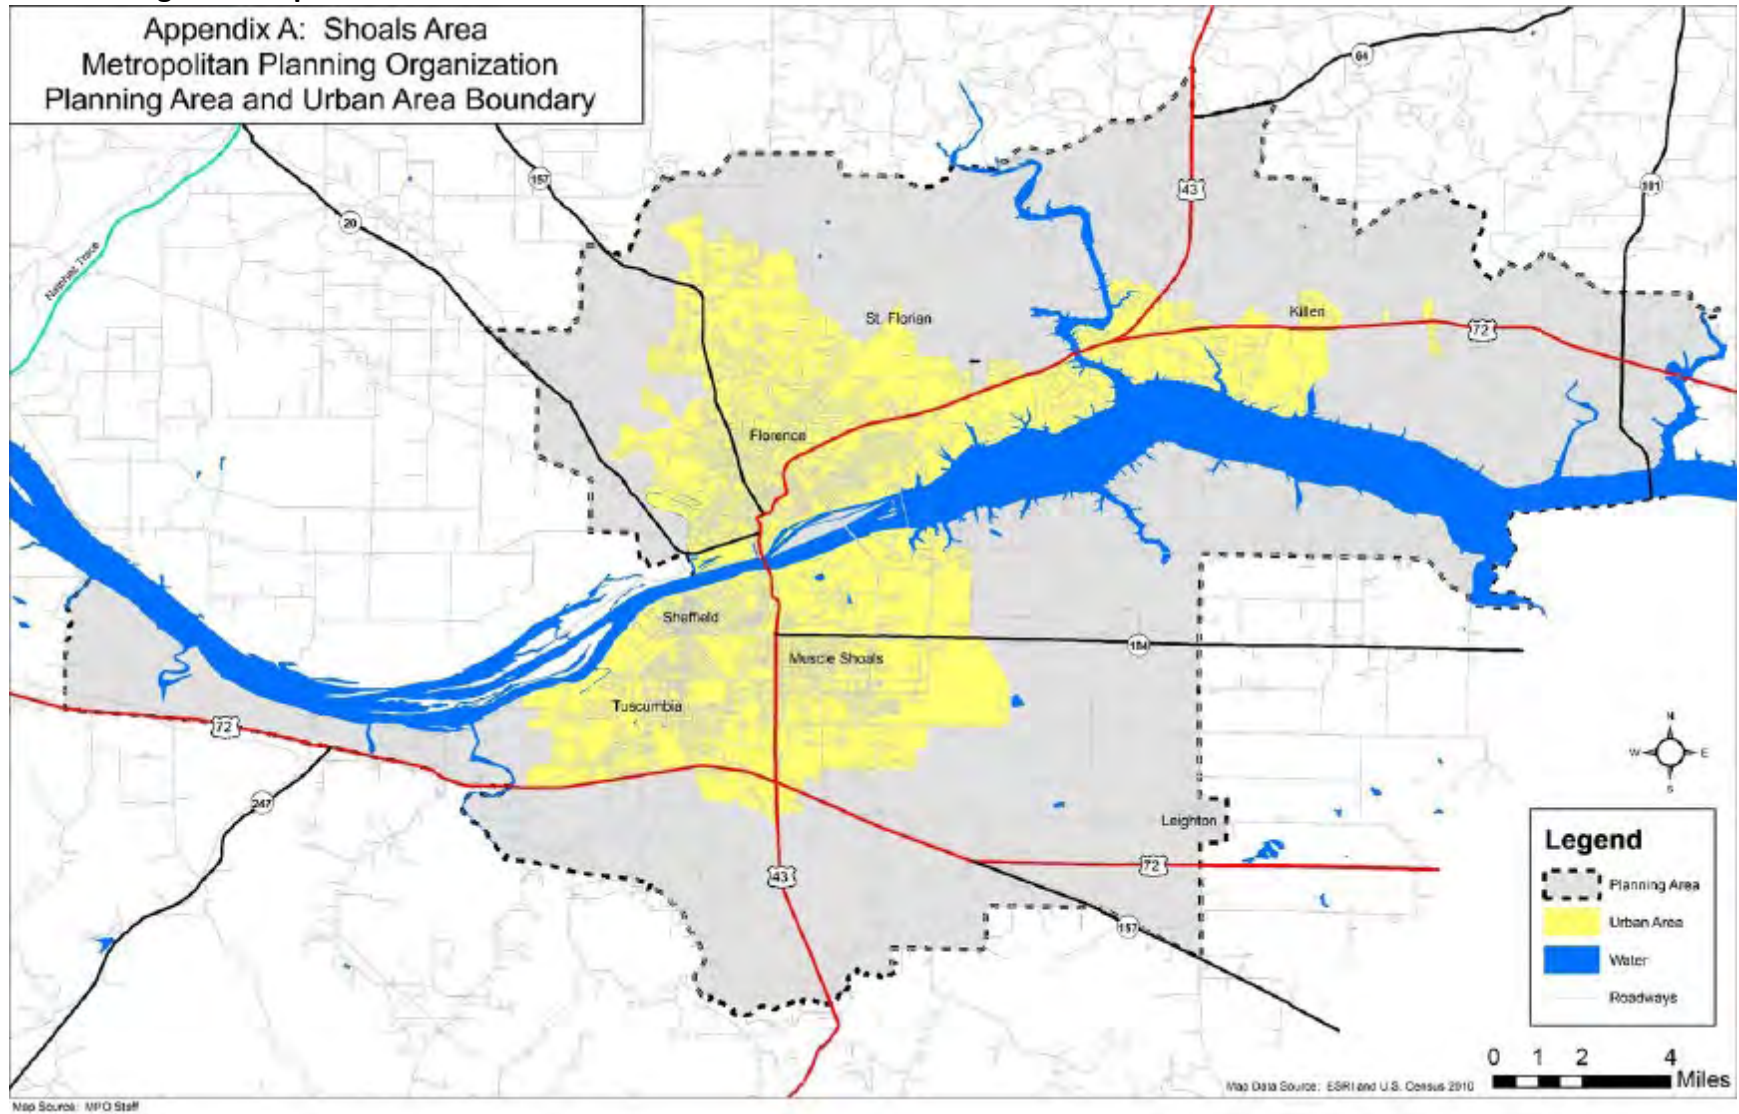 Appendix A: Shoals Area
Metropolitan Planning Organization
Planning Area and Urban Area Boundary
64
157
43
101
20
Natchez Trace
St. Florian
Killen
72
Florence
Sheffield
184
Muscle Shoals
Tuscumbia
72
N
W E
S
247
Leighton
72
43
157
Legend
Planning Area
Urban Area
Water
Roadways
0 1 2 4
Miles
Map Data Source: ESRI and U.S. Census 2010
Map Source: MPO Staff